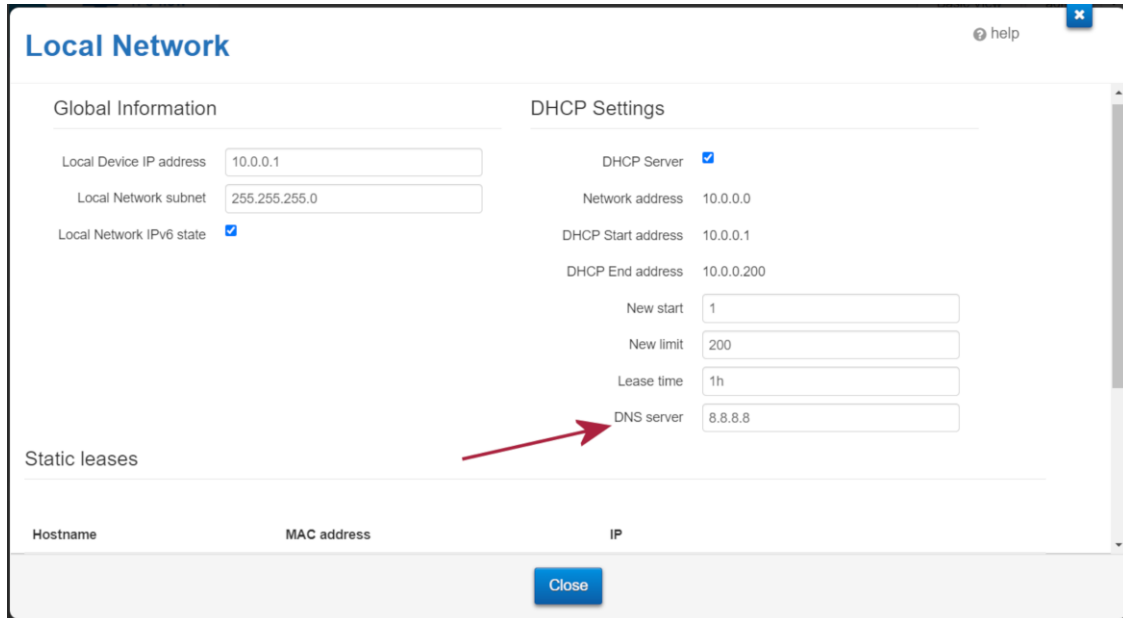 Local Network
help
Global Information
Local Device IP address 10.0.0.1
Local Network subnet 255.255.255.0
Local Network IPv6 state
DHCP Settings
DHCP Server
Network address 10.0.0.0
DHCP Start address 10.0.0.1
DHCP End address 10.0.0.200
New start 1
New limit 200
Lease time 1h
DNS server 8.8.8.8
Static leases
Hostname MAC address IP
Close